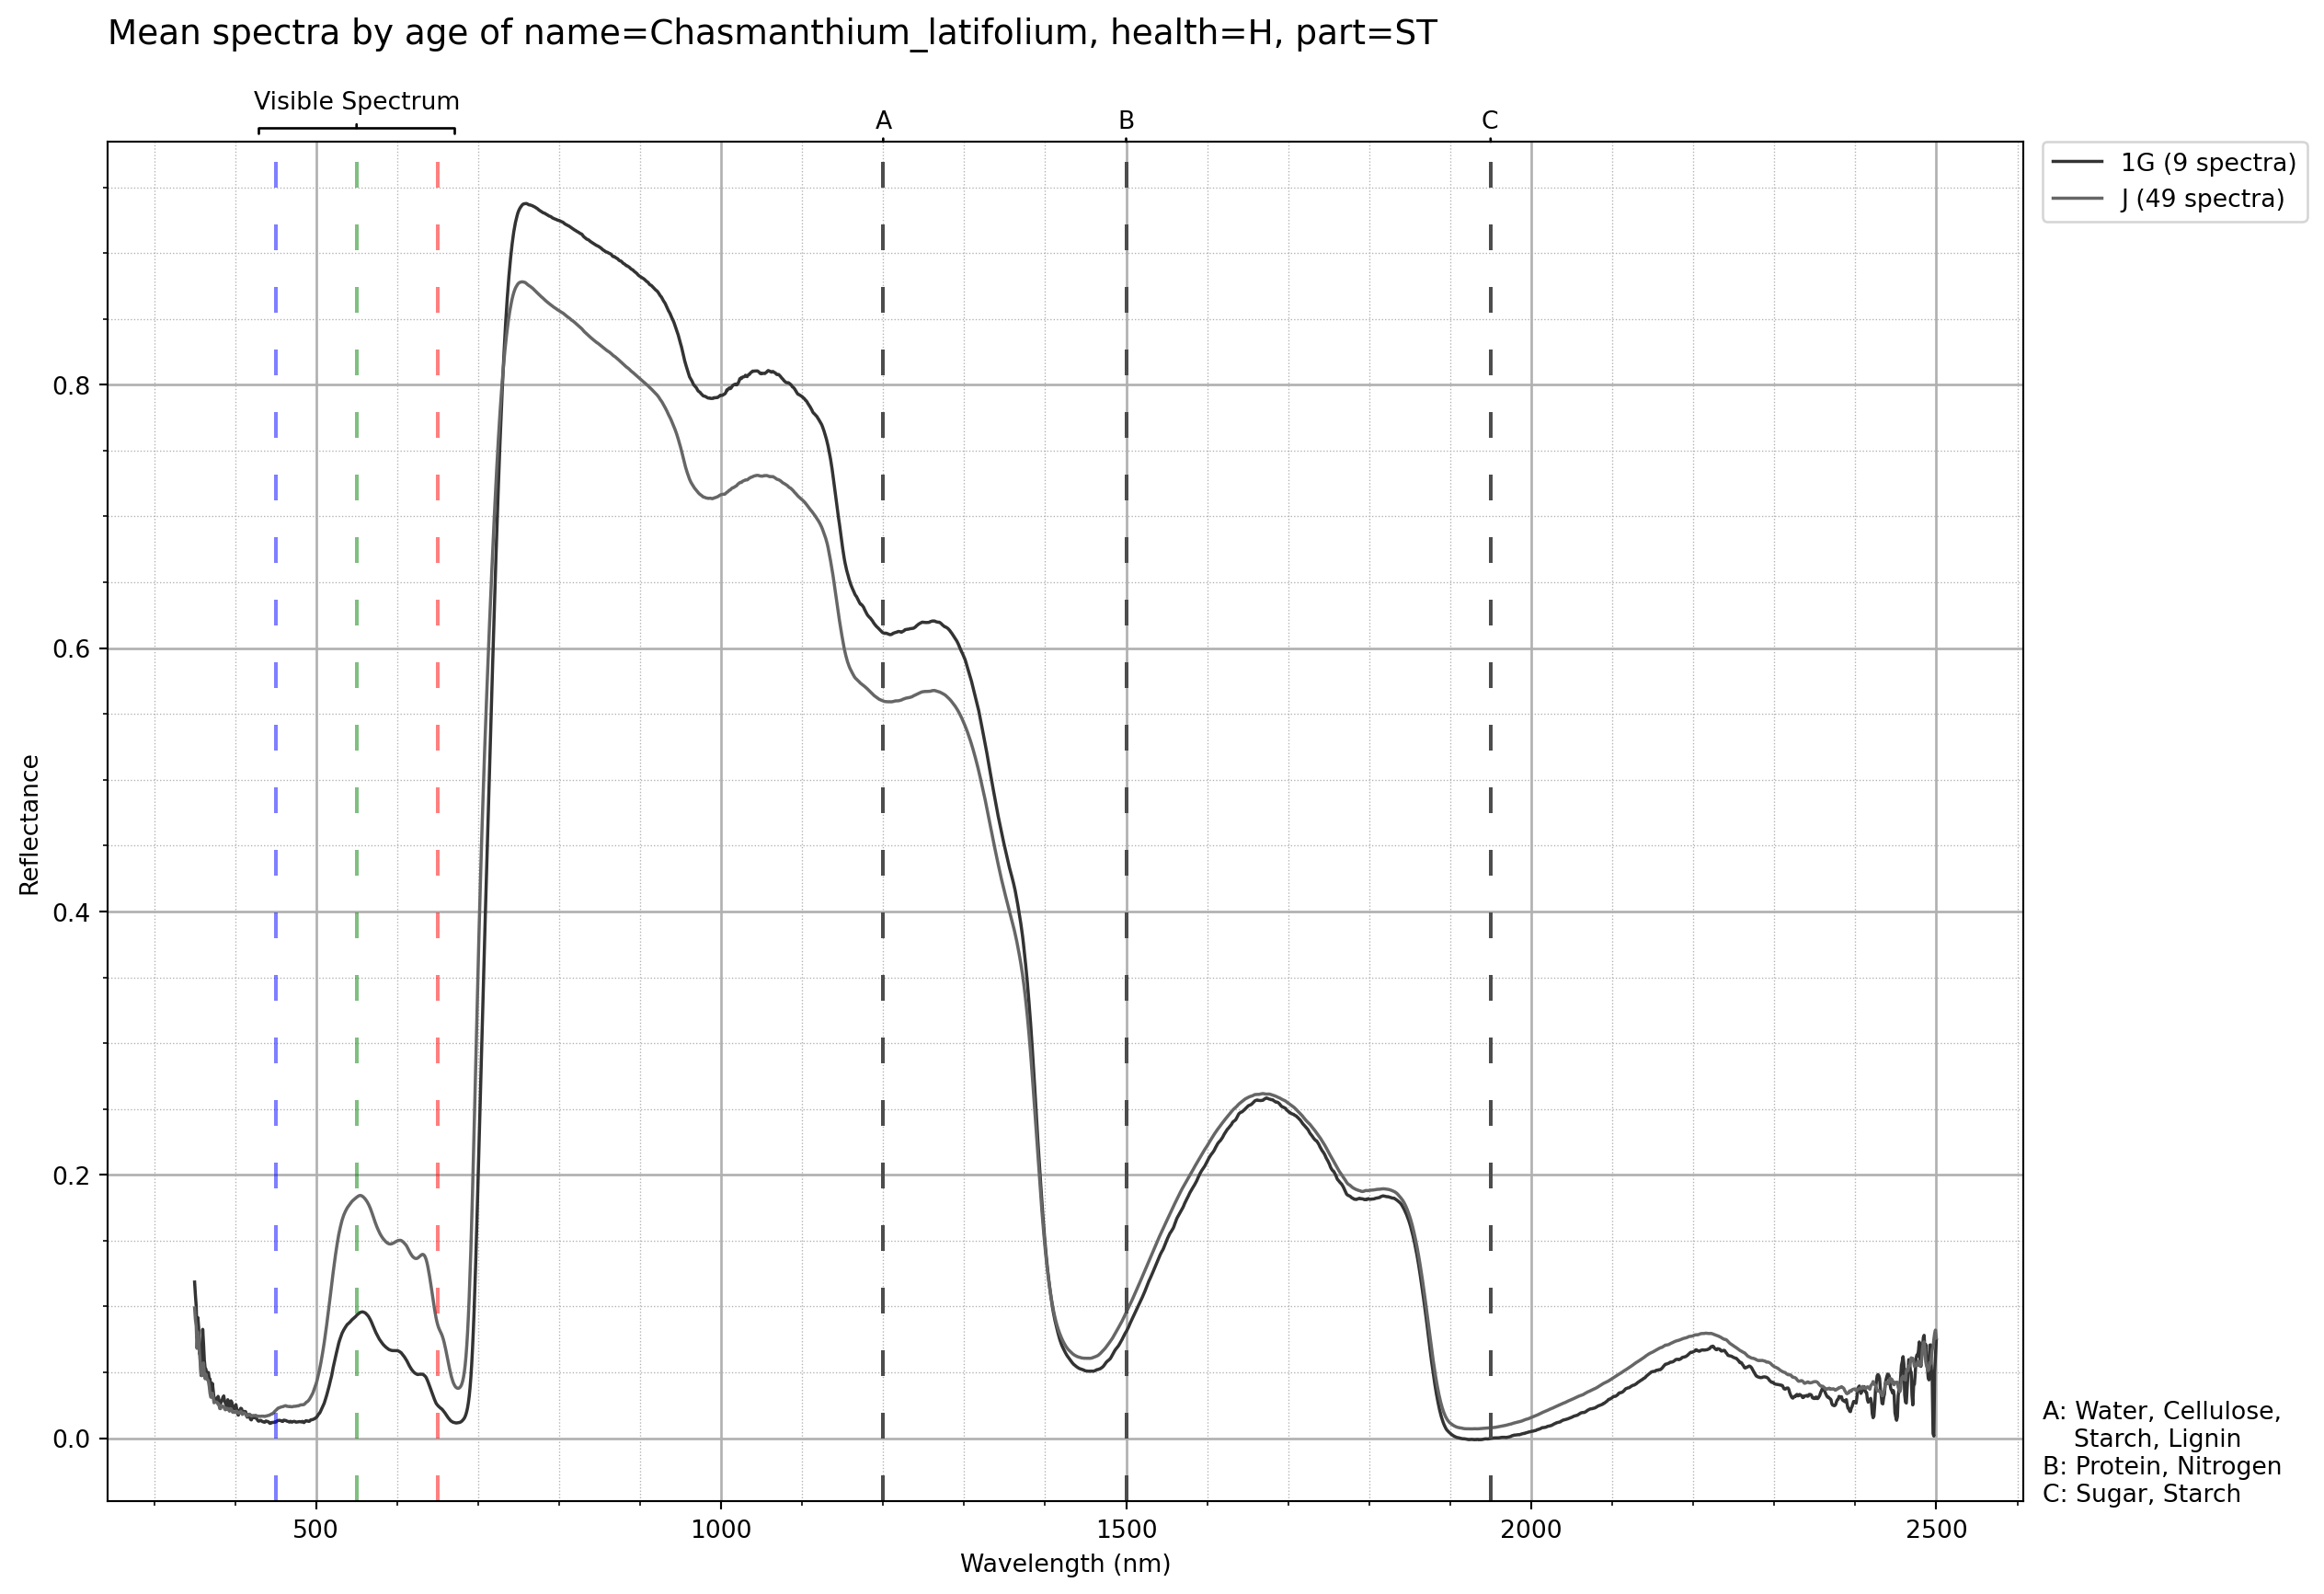 Mean spectra by age of name=Chasmanthium_latifolium, health=H, part=ST
Visible Spectrum
A
B
C
1G (9 spectra)
J (49 spectra)
Reflectance
0.8
0.6
0.4
0.2
0.0
500
1000
1500
2000
2500
Wavelength (nm)
A: Water, Cellulose,
Starch, Lignin
B: Protein, Nitrogen
C: Sugar, Starch